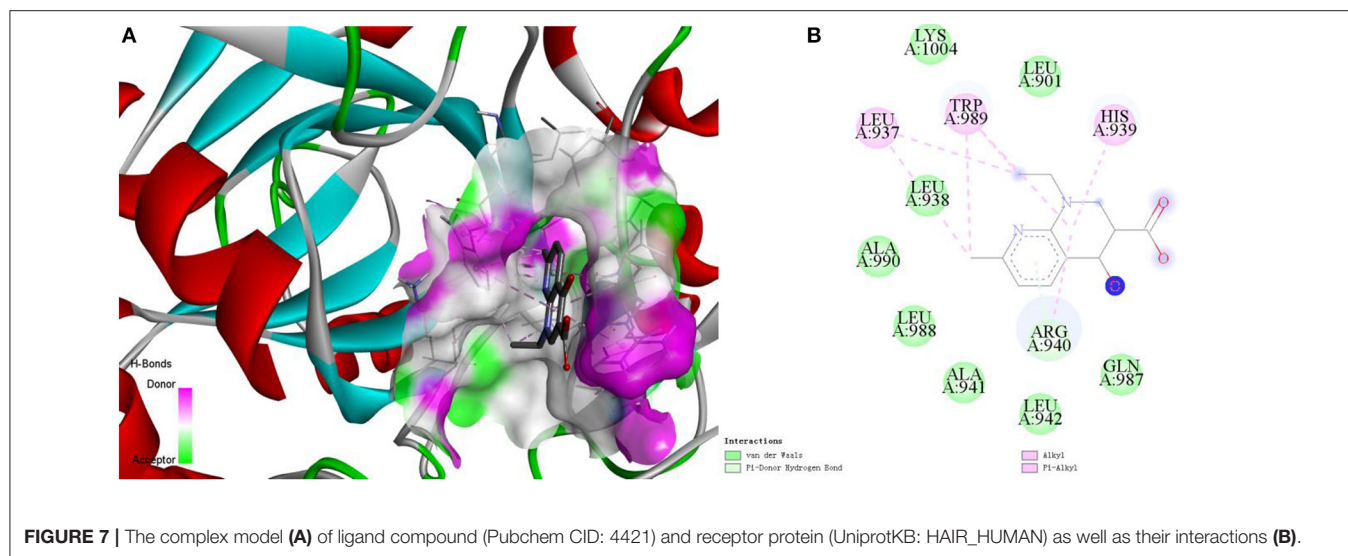 A
B
LYS
A:1004
LEU
A:901
TRP
A:989
LEU
A:937
HIS
A:939
LEU
A:938
N
O
N
O
ALA
A:990
LEU
A:988
ARG
A:940
GLN
A:987
ALA
A:941
LEU
A:942
H-Bonds
Donor
Acceptor
Interactions
van der Waals
Pi-Donor Hydrogen Bond
Alkyl
Pi-Alkyl
FIGURE 7 | The complex model (A) of ligand compound (Pubchem CID: 4421) and receptor protein (UniprotKB: HAIR_HUMAN) as well as their interactions (B).